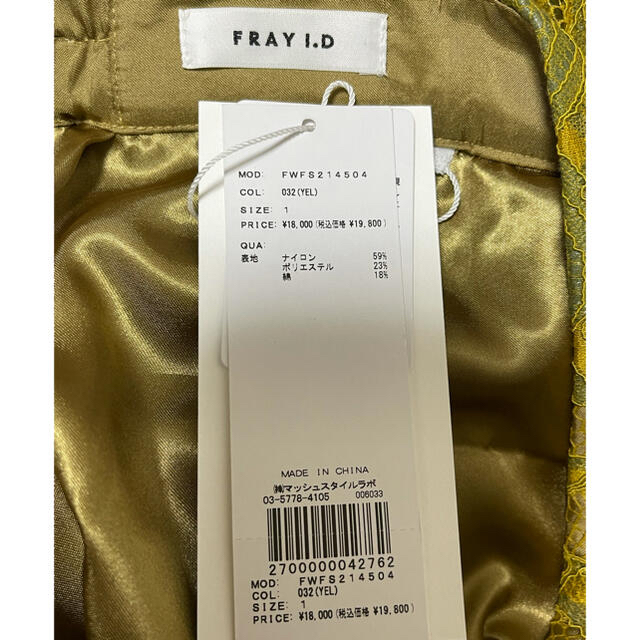 FRAY I.D
MOD: FWFS214504
COL: 032(YEL)
SIZE: 1
PRICE: ¥18,000(税込価格 ¥19,800)
QUA:
表地 ナイロン 59%
ポリエステル 23%
綿 18%
MADE IN CHINA
㈱マッシュスタイルラボ
03-5778-4105 006033
2700000042762
MOD: FWFS214504
COL: 032(YEL)
SIZE: 1
PRICE: ¥18,000(税込価格 ¥19,800)